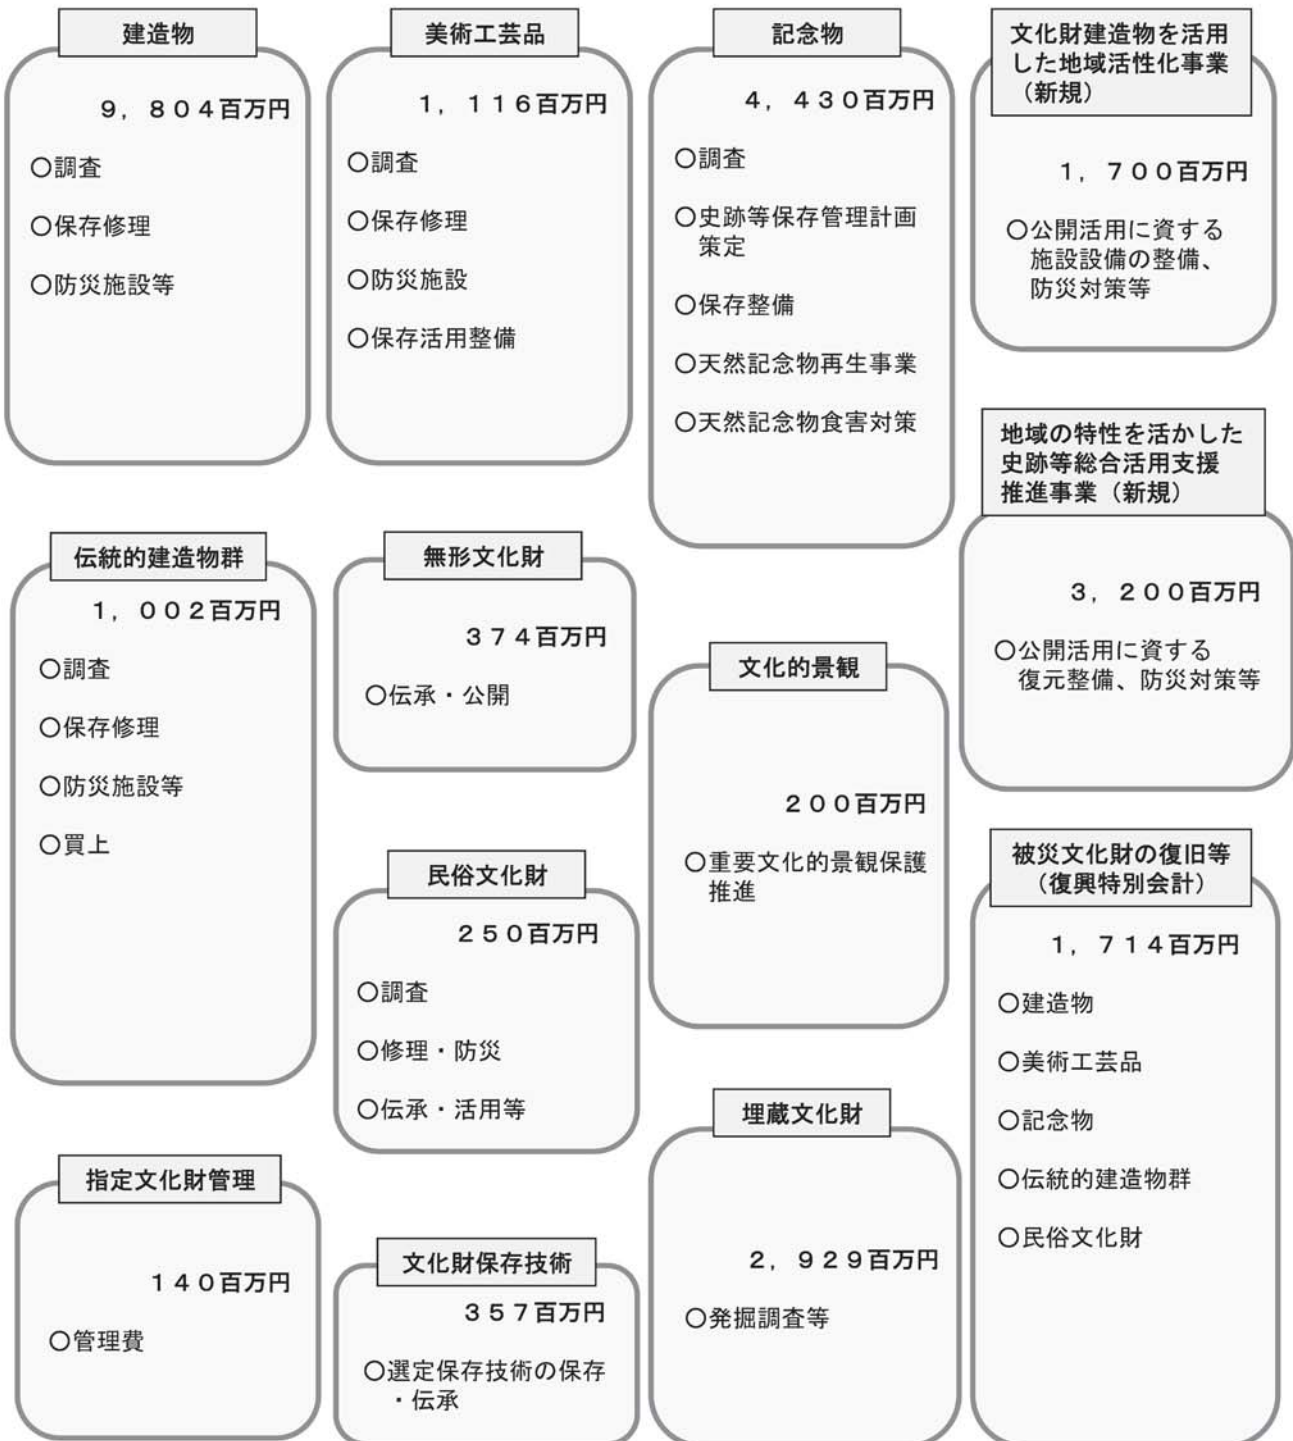 建造物
９，８０４百万円
○調査
○保存修理
○防災施設等
美術工芸品
１，１１６百万円
○調査
○保存修理
○防災施設
○保存活用整備
記念物
４，４３０百万円
○調査
○史跡等保存管理計画
策定
○保存整備
○天然記念物再生事業
○天然記念物食害対策
文化財建造物を活用
した地域活性化事業
（新規）
１，７００百万円
○公開活用に資する
施設設備の整備、
防災対策等
地域の特性を活かした
史跡等総合活用支援
推進事業（新規）
３，２００百万円
○公開活用に資する
復元整備、防災対策等
伝統的建造物群
１，００２百万円
○調査
○保存修理
○防災施設等
○買上
無形文化財
３７４百万円
○伝承・公開
文化的景観
２００百万円
○重要文化的景観保護
推進
民俗文化財
２５０百万円
○調査
○修理・防災
○伝承・活用等
被災文化財の復旧等
（復興特別会計）
１，７１４百万円
○建造物
○美術工芸品
○記念物
○伝統的建造物群
○民俗文化財
指定文化財管理
１４０百万円
○管理費
文化財保存技術
３５７百万円
○選定保存技術の保存
・伝承
埋蔵文化財
２，９２９百万円
○発掘調査等